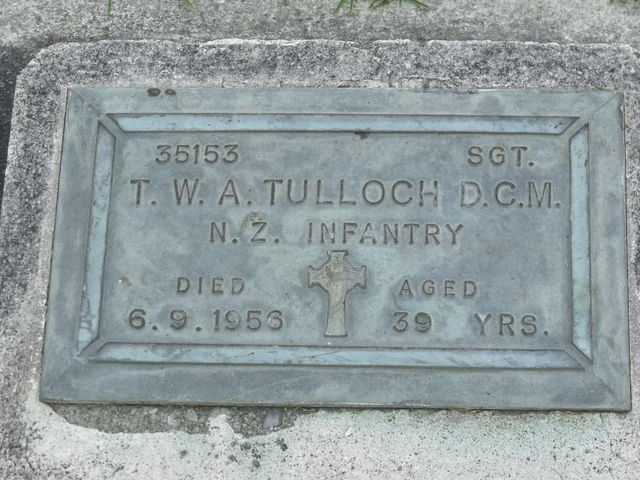 35153 SGT.
T. W. A. TULLOCH D.C.M.
N. Z. INFANTRY
DIED AGED
6. 9. 1956 39 YRS.